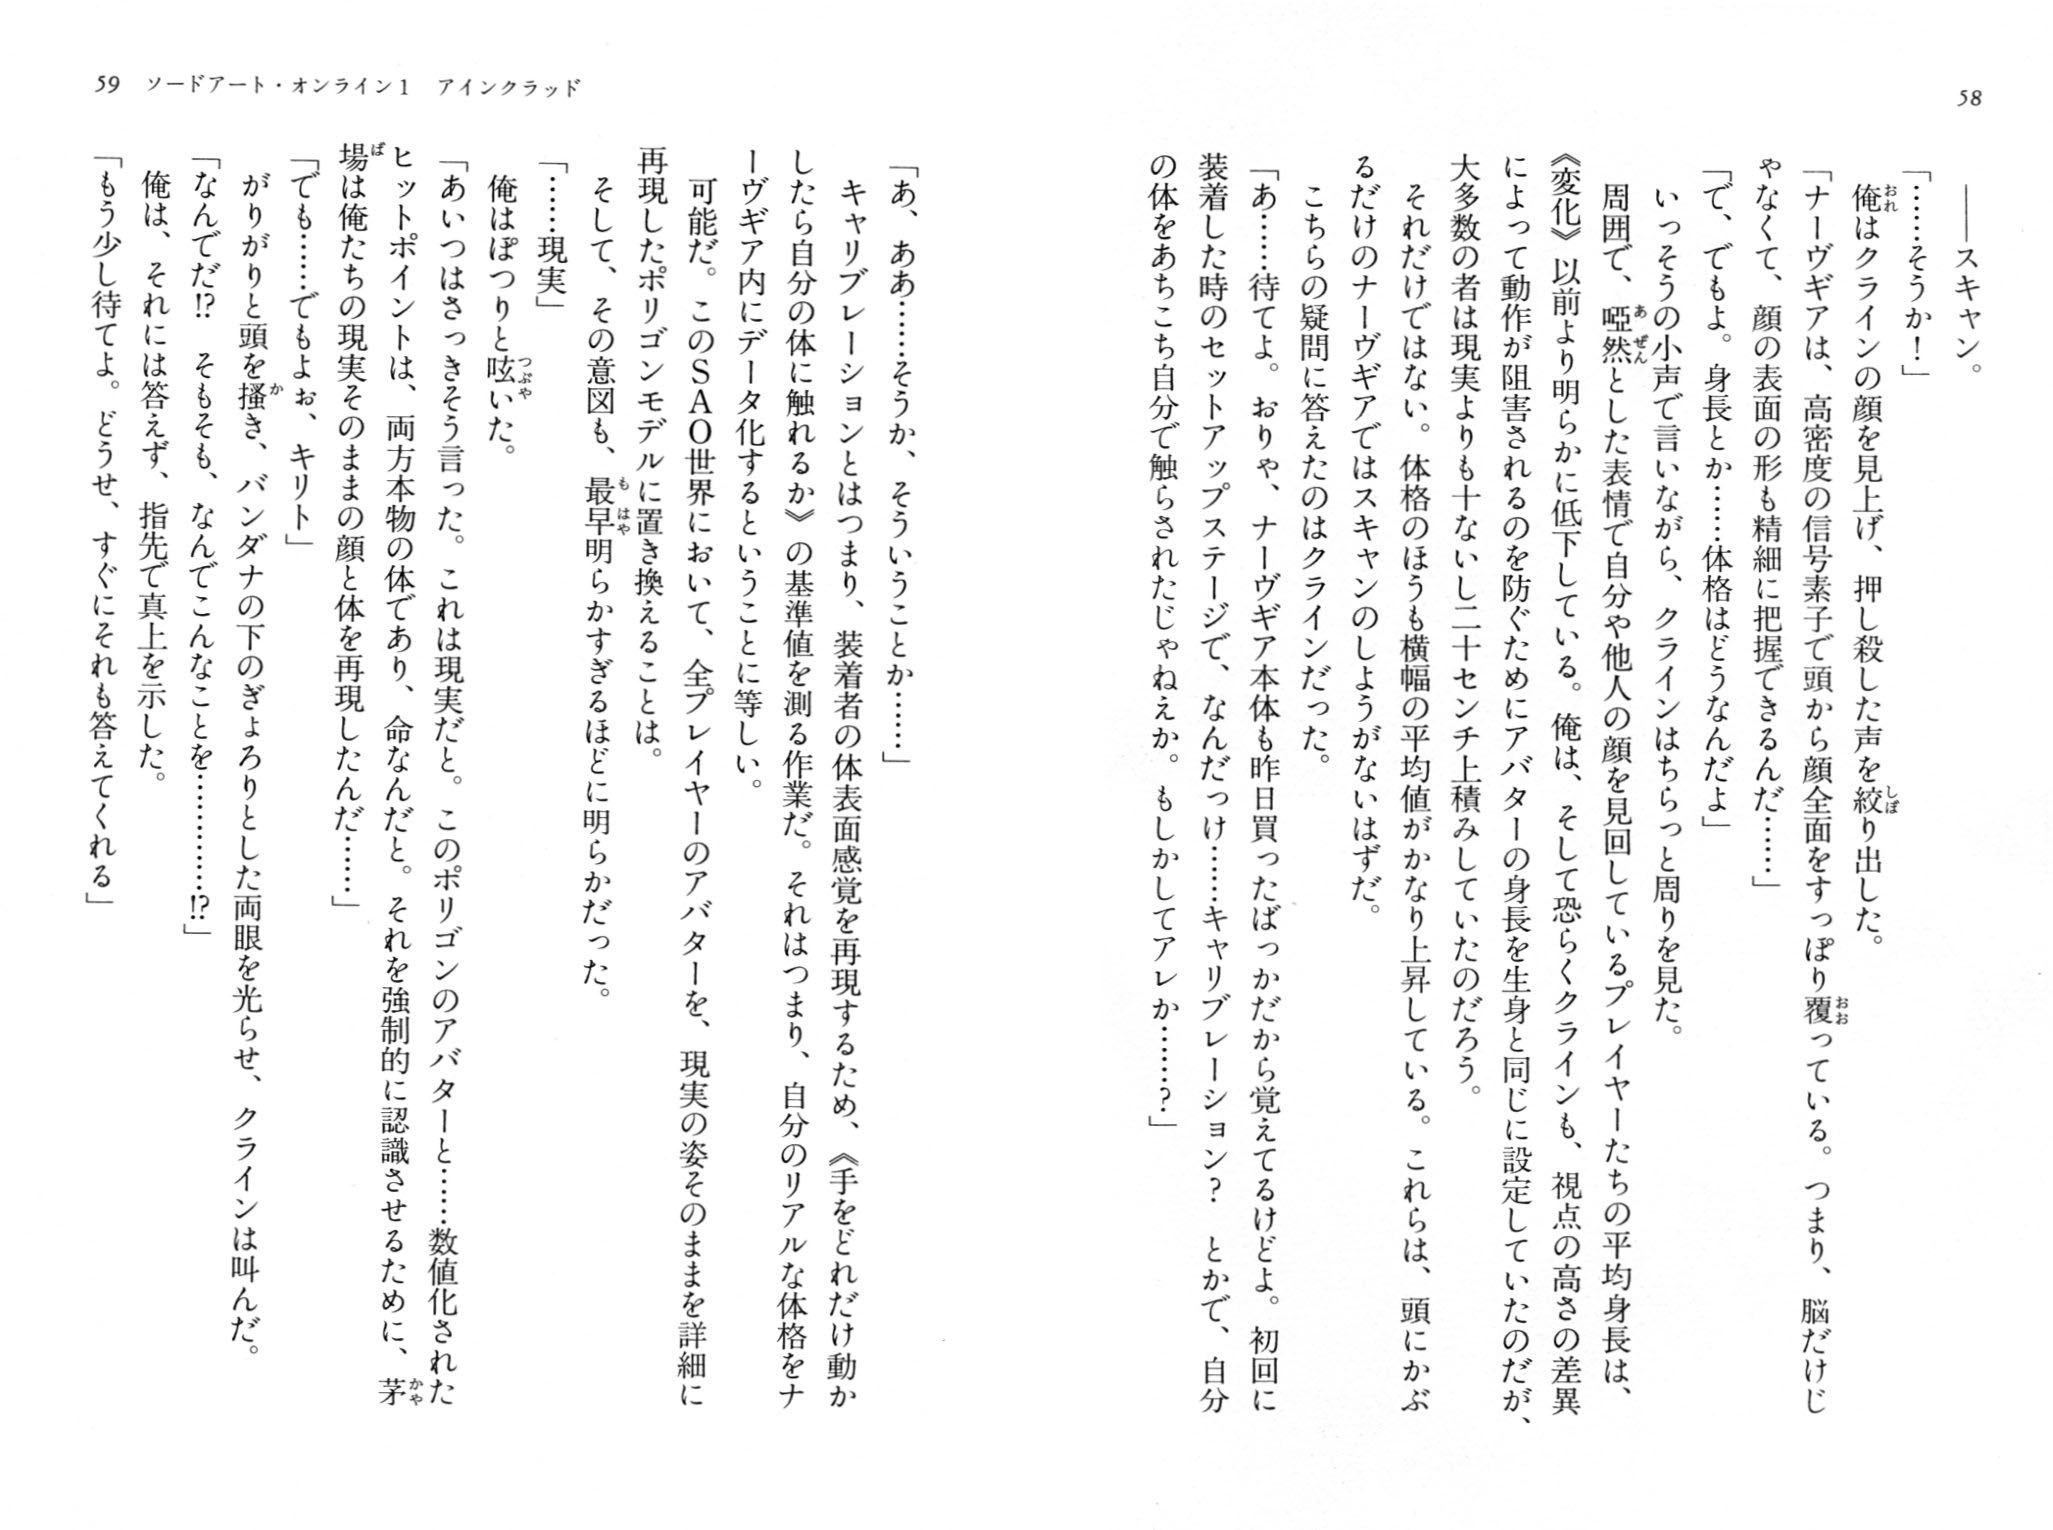 58
――スキャン。
「……そうか！」
俺はクラインの顔を見上げ、押し殺した声を絞り出した。
「ナーヴギアは、高密度の信号素子で頭から顔全面をすっぽり覆っている。つまり、脳だけじ
ゃなくて、顔の表面の形も精細に把握できるんだ……」
「で、でもよ。身長とか……体格はどうなんだよ」
いっそうの小声で言いながら、クラインはちらっと周りを見た。
周囲で、啞然とした表情で自分や他人の顔を見回しているプレイヤーたちの平均身長は、
《変化》以前より明らかに低下している。俺は、そして恐らくクラインも、視点の高さの差異
によって動作が阻害されるのを防ぐためにアバターの身長を生身と同じに設定していたのだが、
大多数の者は現実よりも十ないし二十センチ上積みしていたのだろう。
それだけではない。体格のほうも横幅の平均値がかなり上昇している。これらは、頭にかぶ
るだけのナーヴギアではスキャンのしようがないはずだ。
こちらの疑問に答えたのはクラインだった。
「あ……待てよ。おりゃ、ナーヴギア本体も昨日買ったばっかだから覚えてるけどよ。初回に
装着した時のセットアップステージで、なんだっけ……キャリブレーション？　とかで、自分
の体をあちこち自分で触らされたじゃねえか。もしかしてアレか……？」
59　ソードアート・オンライン1　アインクラッド
「あ、ああ……そうか、そういうことか……」
キャリブレーションとはつまり、装着者の体表面感覚を再現するため、《手をどれだけ動か
したら自分の体に触れるか》の基準値を測る作業だ。それはつまり、自分のリアルな体格をナ
ーヴギア内にデータ化するということに等しい。
可能だ。このSAO世界において、全プレイヤーのアバターを、現実の姿そのままを詳細に
再現したポリゴンモデルに置き換えることは。
そして、その意図も、最早明らかすぎるほどに明らかだった。
「……現実」
俺はぽつりと呟いた。
「あいつはさっきそう言った。これは現実だと。このポリゴンのアバターと……数値化された
ヒットポイントは、両方本物の体であり、命なんだと。それを強制的に認識させるために、茅
場は俺たちの現実そのままの顔と体を再現したんだ……」
「でも……でもよぉ、キリト」
がりがりと頭を搔き、バンダナの下のぎょろりとした両眼を光らせ、クラインは叫んだ。
「なんでだ!?　そもそも、なんでこんなことを…………!?」
俺は、それには答えず、指先で真上を示した。
「もう少し待てよ。どうせ、すぐにそれも答えてくれる」